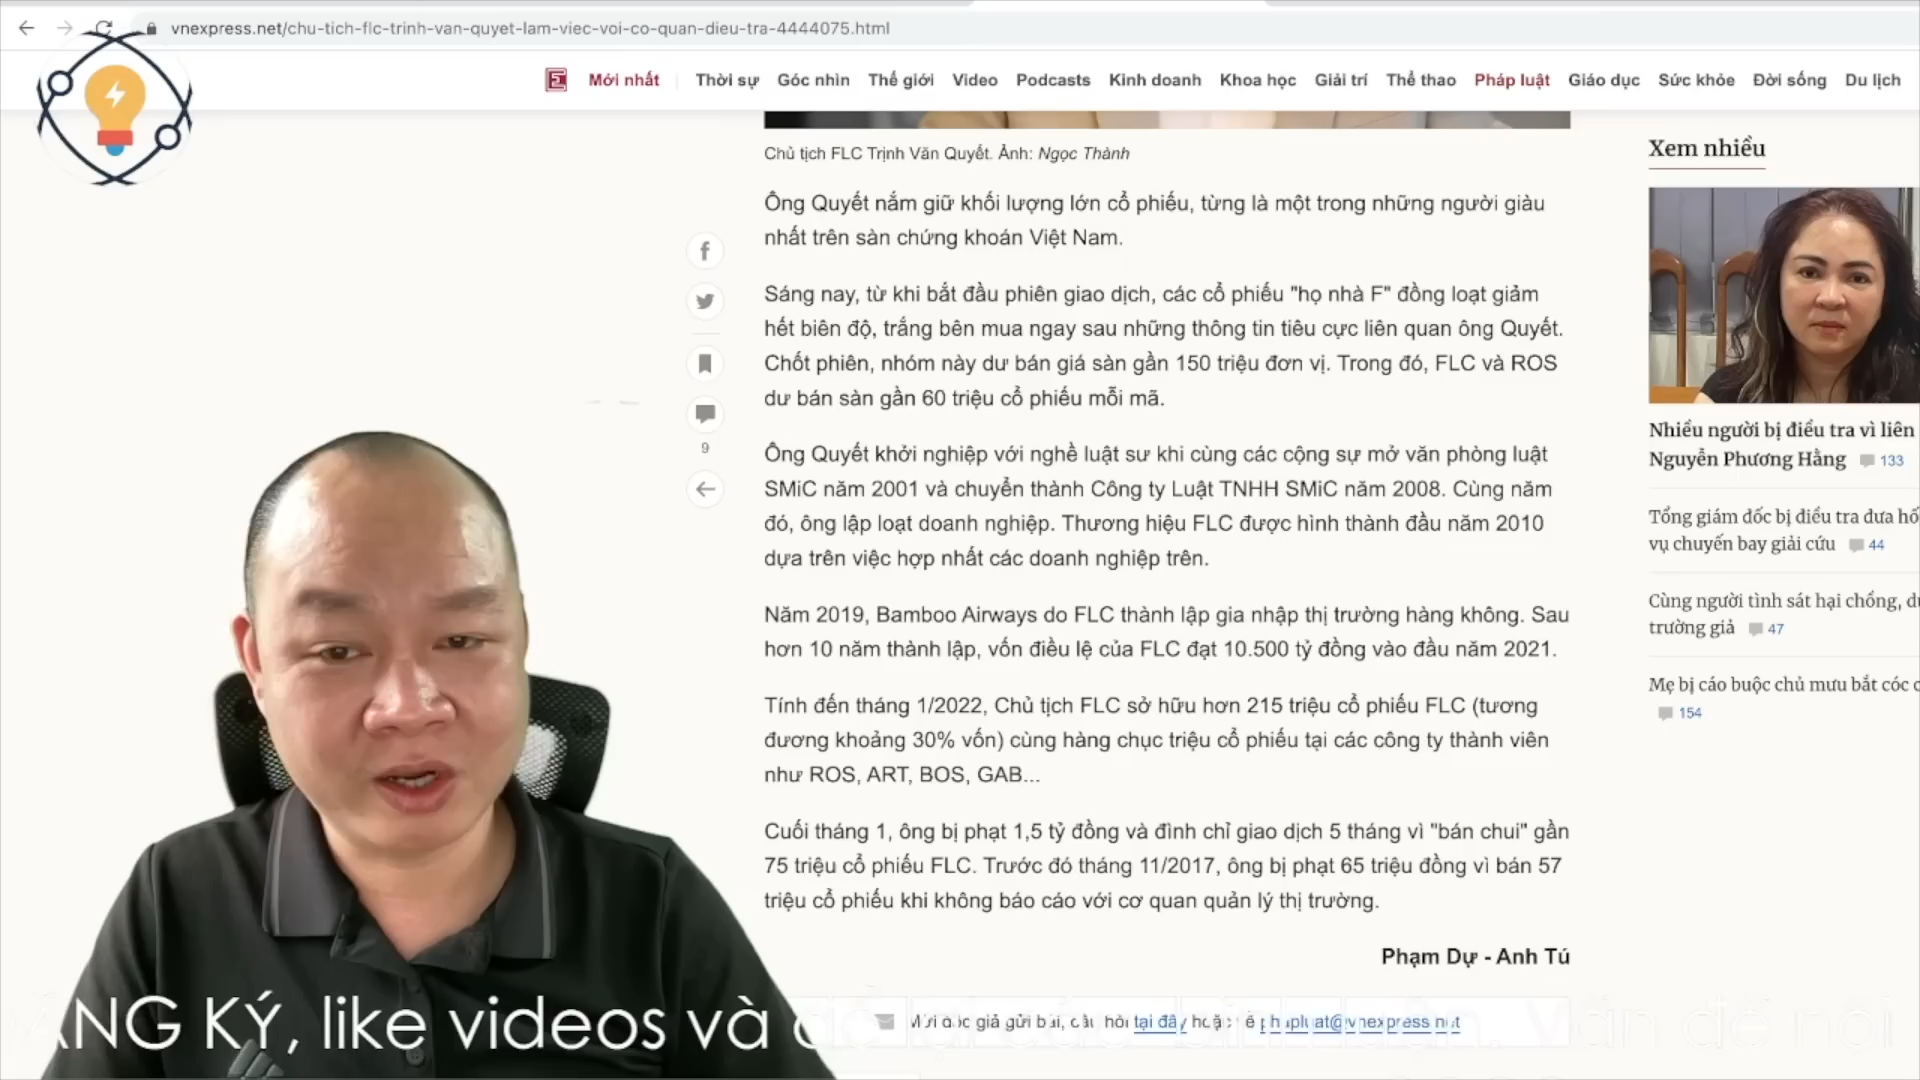 vnexpress.net/chu-tich-flc-trinh-van-quyet-lam-viec-voi-co-quan-dieu-tra-4444075.html
Mới nhất Thời sự Góc nhìn Thế giới Video Podcasts Kinh doanh Khoa học Giải trí Thể thao Pháp luật Giáo dục Sức khỏe Đời sống Du lịch
Chủ tịch FLC Trịnh Văn Quyết. Ảnh: Ngọc Thành
Ông Quyết nắm giữ khối lượng lớn cổ phiếu, từng là một trong những người giàu
nhất trên sàn chứng khoán Việt Nam.
Sáng nay, từ khi bắt đầu phiên giao dịch, các cổ phiếu "họ nhà F" đồng loạt giảm
hết biên độ, trắng bên mua ngay sau những thông tin tiêu cực liên quan ông Quyết.
Chốt phiên, nhóm này dư bán giá sàn gần 150 triệu đơn vị. Trong đó, FLC và ROS
dư bán sàn gần 60 triệu cổ phiếu mỗi mã.
9
Ông Quyết khởi nghiệp với nghề luật sư khi cùng các cộng sự mở văn phòng luật
SMiC năm 2001 và chuyển thành Công ty Luật TNHH SMiC năm 2008. Cùng năm
đó, ông lập loạt doanh nghiệp. Thương hiệu FLC được hình thành đầu năm 2010
dựa trên việc hợp nhất các doanh nghiệp trên.
Năm 2019, Bamboo Airways do FLC thành lập gia nhập thị trường hàng không. Sau
hơn 10 năm thành lập, vốn điều lệ của FLC đạt 10.500 tỷ đồng vào đầu năm 2021.
Tính đến tháng 1/2022, Chủ tịch FLC sở hữu hơn 215 triệu cổ phiếu FLC (tương
đương khoảng 30% vốn) cùng hàng chục triệu cổ phiếu tại các công ty thành viên
như ROS, ART, BOS, GAB...
Cuối tháng 1, ông bị phạt 1,5 tỷ đồng và đình chỉ giao dịch 5 tháng vì "bán chui" gần
75 triệu cổ phiếu FLC. Trước đó tháng 11/2017, ông bị phạt 65 triệu đồng vì bán 57
triệu cổ phiếu khi không báo cáo với cơ quan quản lý thị trường.
Phạm Dự - Anh Tú
Mời độc giả gửi bài, câu hỏi tại đây hoặc về phapluat@vnexpress.net
Xem nhiều
Nhiều người bị điều tra vì liên
Nguyễn Phương Hằng 133
Tổng giám đốc bị điều tra đưa hố
vụ chuyến bay giải cứu 44
Cùng người tình sát hại chồng,
trường giả 47
Mẹ bị cáo buộc chủ mưu bắt cóc
154
ĂNG KÝ, like videos và